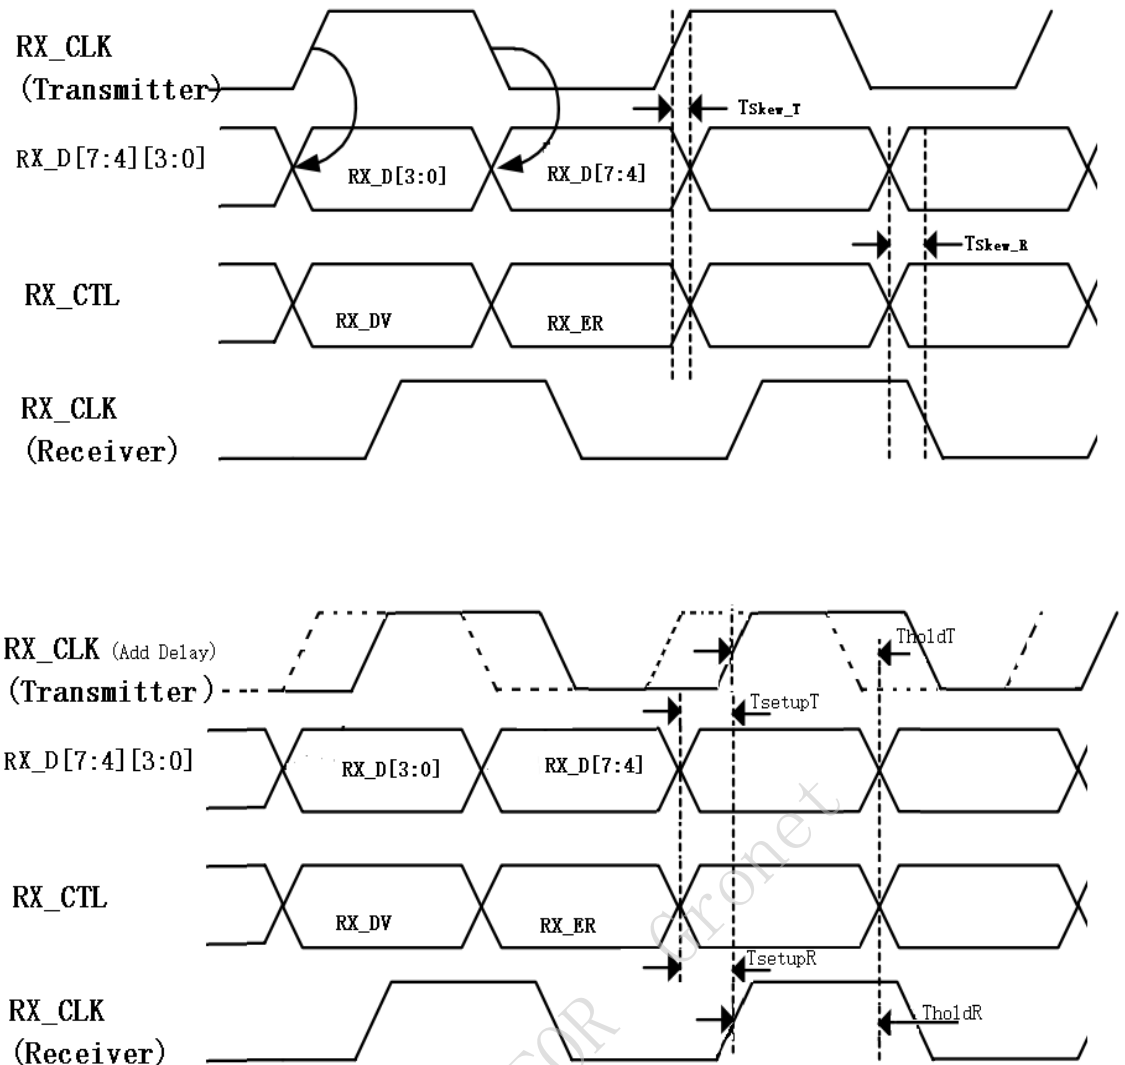 RX_CLK
(Transmitter)
TSkew_T
RX_D[7:4][3:0]
RX_D[3:0]
RX_D[7:4]
TSkew_R
RX_CTL
RX_DV
RX_ER
RX_CLK
(Receiver)
RX_CLK (Add Delay)
(Transmitter)
TholdT
TsetupT
RX_D[7:4][3:0]
RX_D[3:0]
RX_D[7:4]
RX_CTL
RX_DV
RX_ER
Gronet
TsetupR
RX_CLK
(Receiver)
TholdR